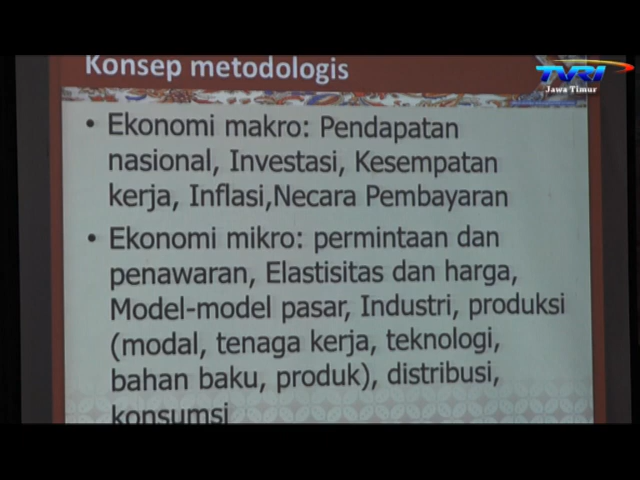 Konsep metodologis
TVRI
Jawa Timur
• Ekonomi makro: Pendapatan
nasional, Investasi, Kesempatan
kerja, Inflasi,Necara Pembayaran
• Ekonomi mikro: permintaan dan
penawaran, Elastisitas dan harga,
Model-model pasar, Industri, produksi
(modal, tenaga kerja, teknologi,
bahan baku, produk), distribusi,
konsumsi